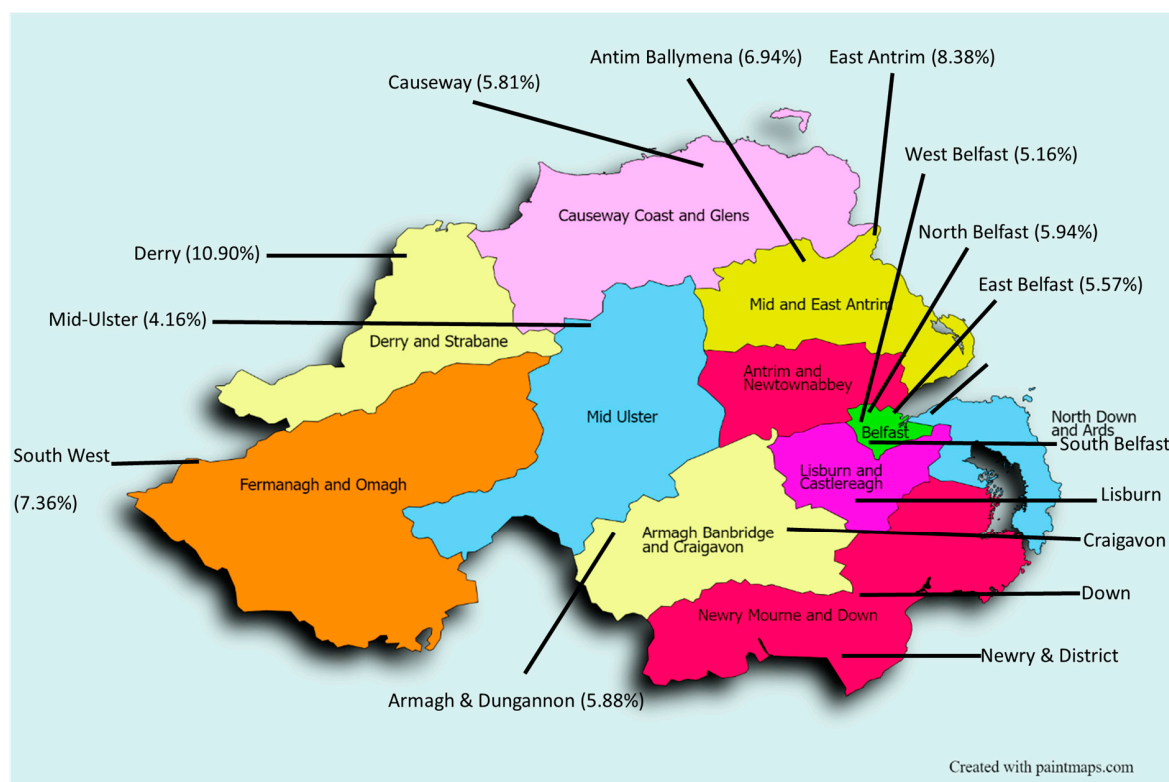 Antim Ballymena (6.94%)
East Antrim (8.38%)
Causeway (5.81%)
West Belfast (5.16%)
Causeway Coast and Glens
North Belfast (5.94%)
Derry (10.90%)
East Belfast (5.57%)
Mid and East Antrim
Mid-Ulster (4.16%)
Derry and Strabane
Antrim and
Newtownabbey
Mid Ulster
North Down
and Ards
Belfast
South Belfast
South West
(7.36%)
Fermanagh and Omagh
Lisburn and
Castlereagh
Lisburn
Armagh Banbridge
and Craigavon
Craigavon
Down
Newry Mourne and Down
Newry & District
Armagh & Dungannon (5.88%)
Created with paintmaps.com